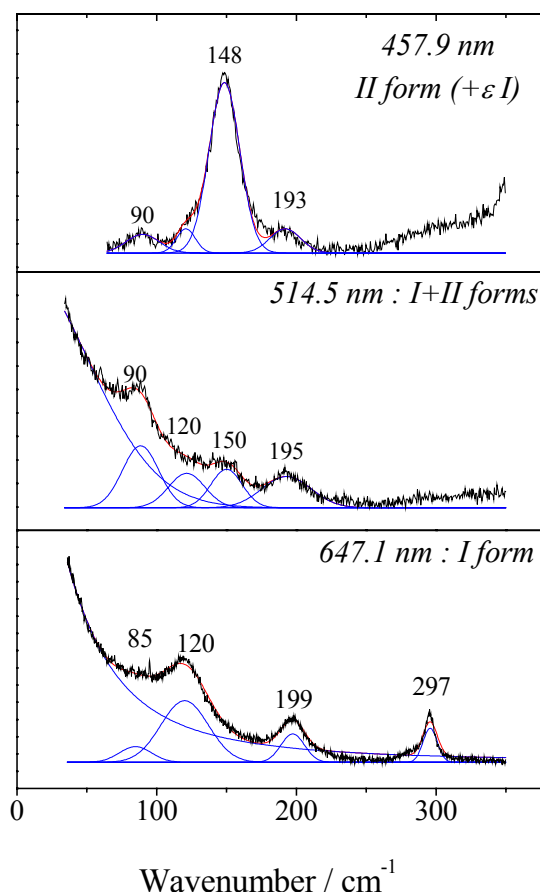 457.9 nm
II form (+ε I)
148
90
193
514.5 nm : I+II forms
90
120
150
195
647.1 nm : I form
85
120
199
297
0 100 200 300
Wavenumber / cm⁻¹